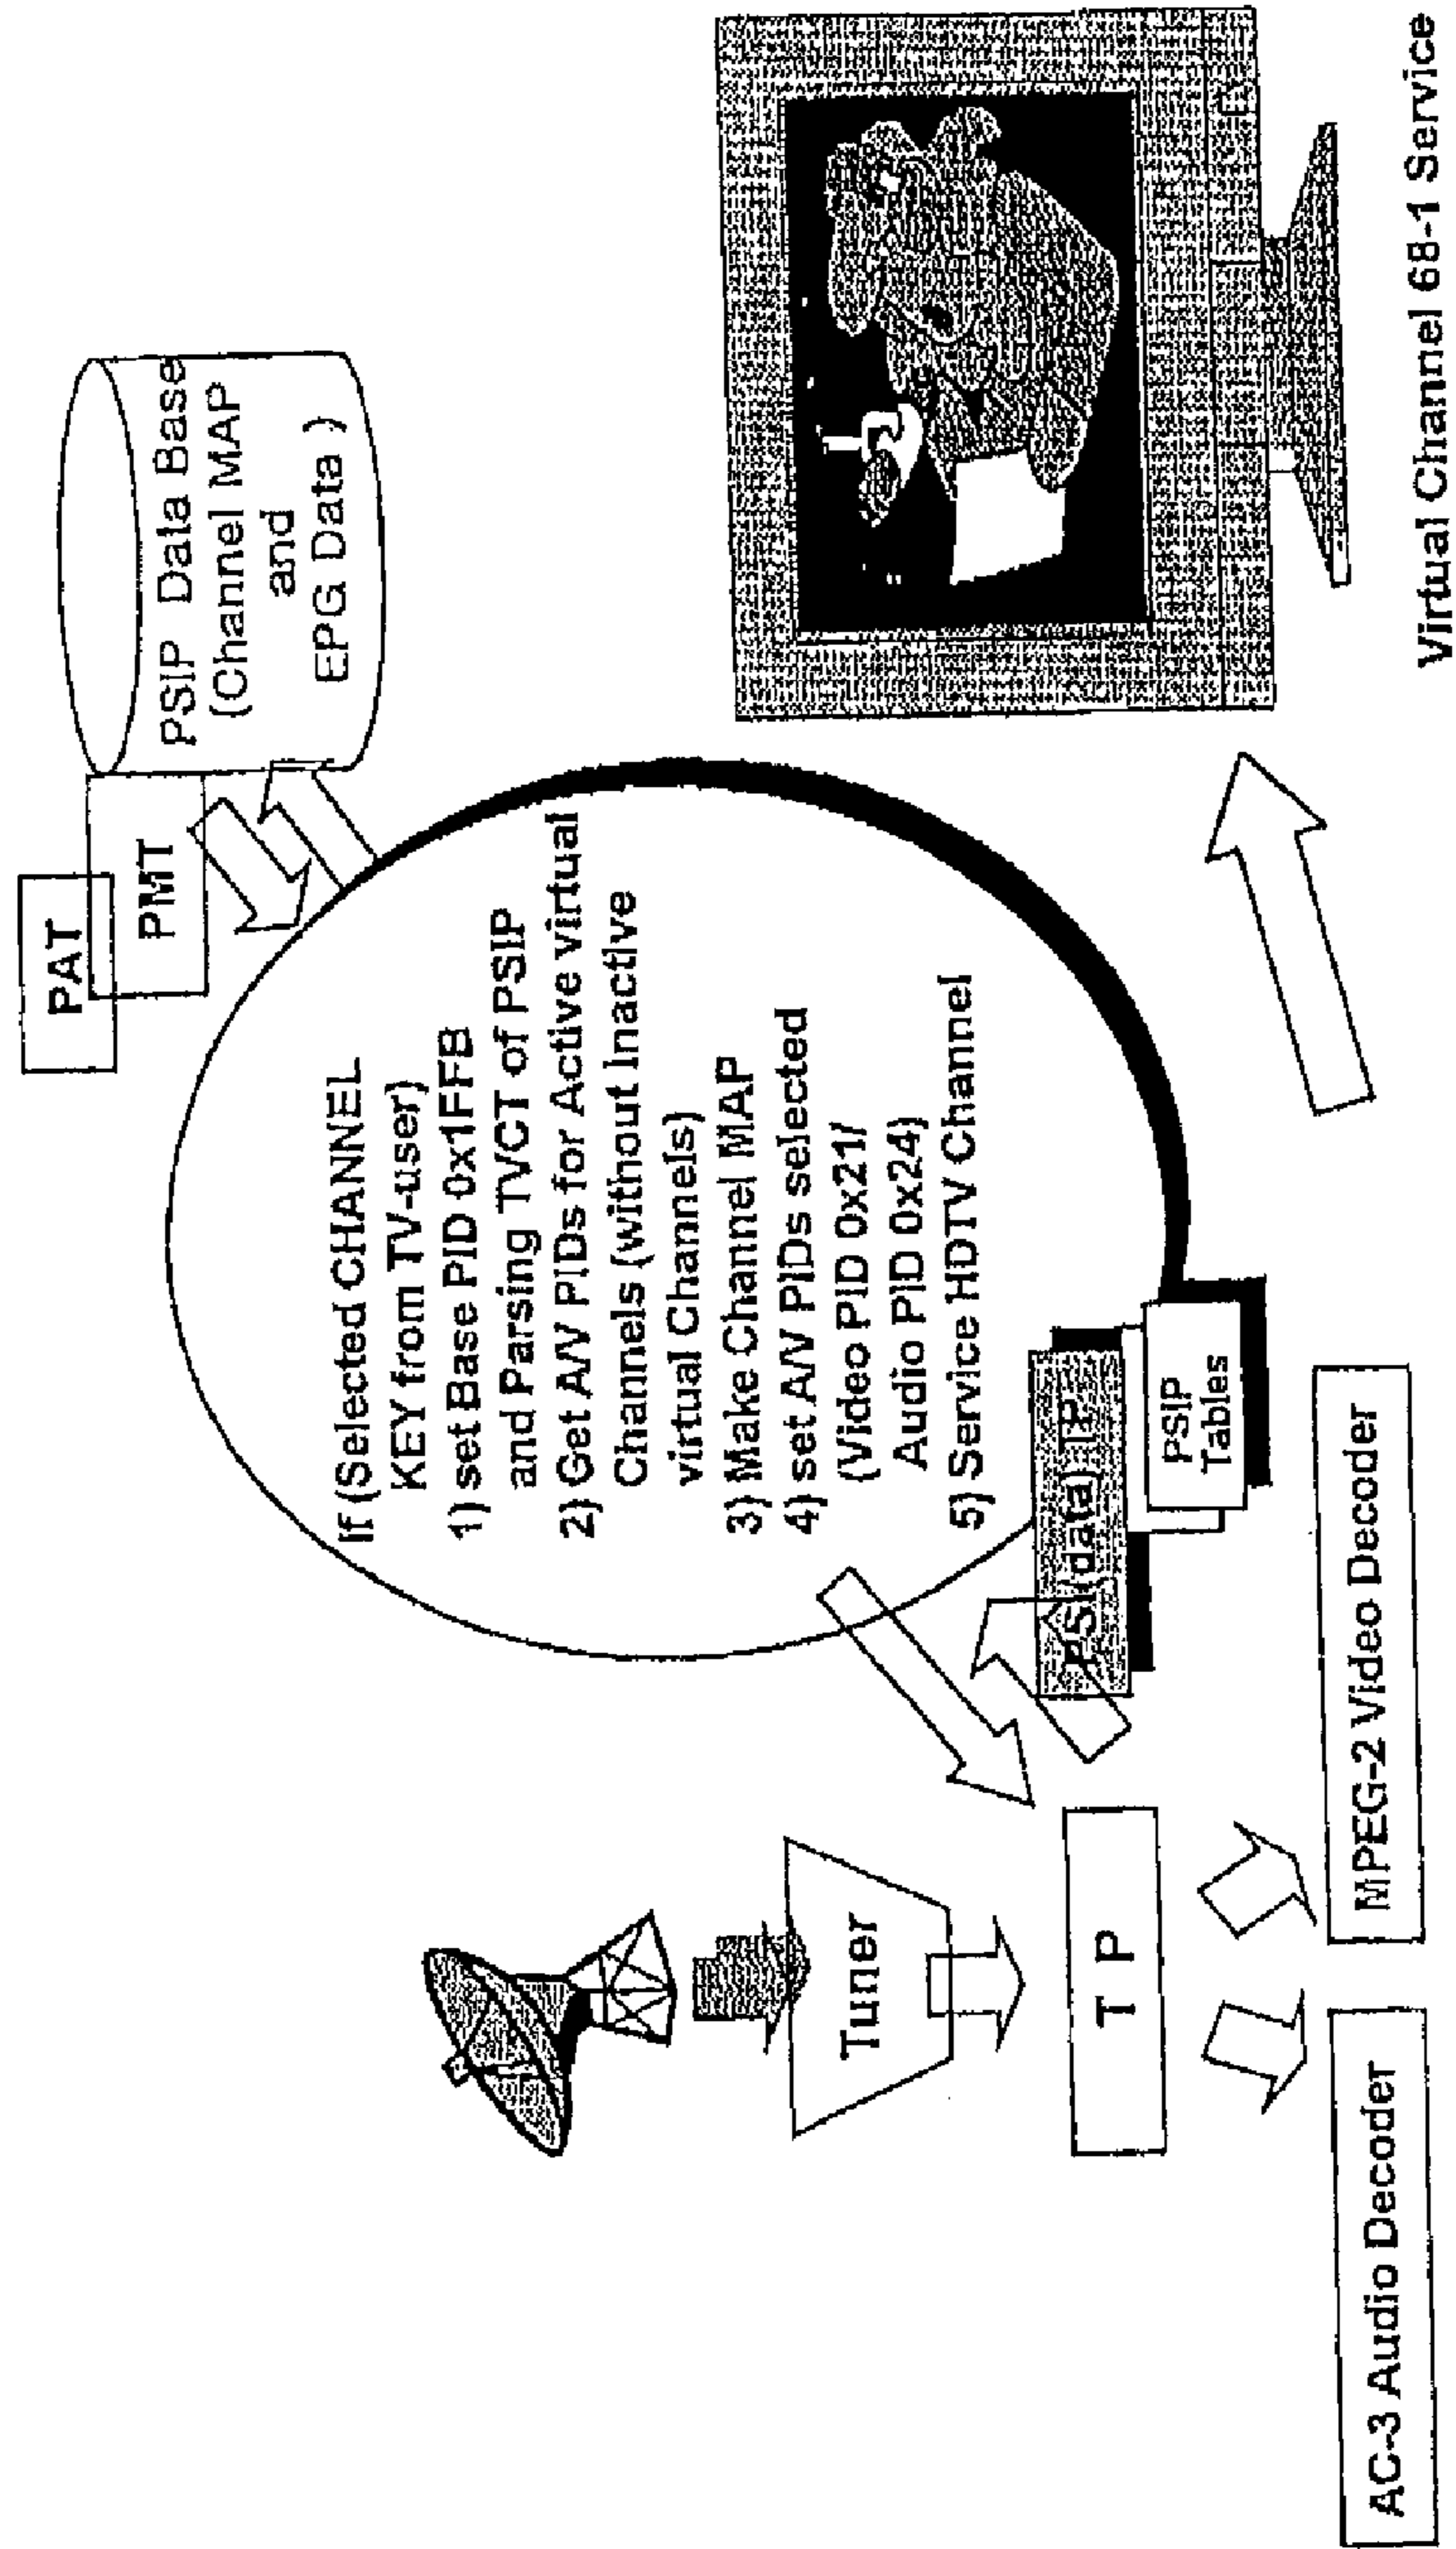 PAT
PMT
PSIP Data Base
(Channel MAP
and
EPG Data )
If (Selected CHANNEL
KEY from TV-user)
1) set Base PID 0x1FFB
and Parsing TVCT of PSIP
2) Get A/V PIDs for Active virtual
Channels (without Inactive
virtual Channels)
3) Make Channel MAP
4) set A/V PIDs selected
(Video PID 0x21/
Audio PID 0x24)
5) Service HDTV Channel
Tuner
T P
PSI(data) TP
PSIP
Tables
AC-3 Audio Decoder
MPEG-2 Video Decoder
Virtual Channel 68-1 Service